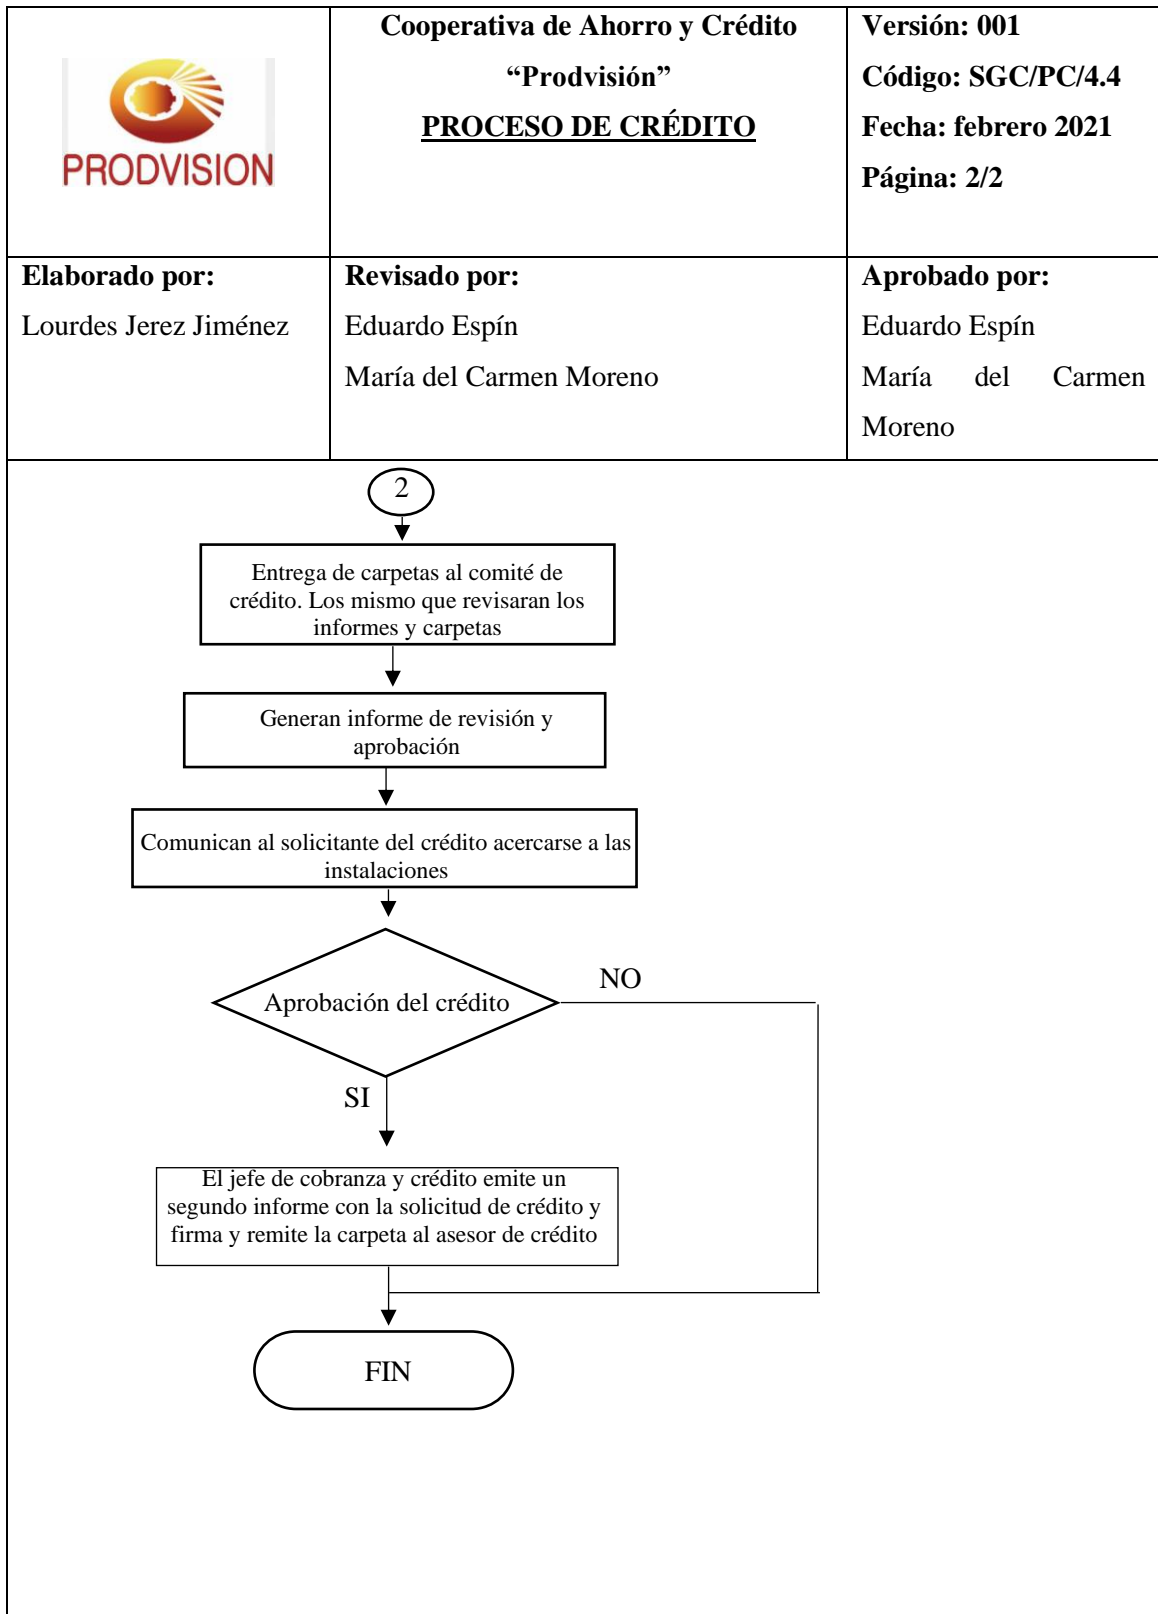 PRODVISION
Cooperativa de Ahorro y Crédito
“Prodvisión”
PROCESO DE CRÉDITO
Versión: 001
Código: SGC/PC/4.4
Fecha: febrero 2021
Página: 2/2
Elaborado por:
Lourdes Jerez Jiménez
Revisado por:
Eduardo Espín
María del Carmen Moreno
Aprobado por:
Eduardo Espín
María del Carmen
Moreno
2
Entrega de carpetas al comité de
crédito. Los mismo que revisaran los
informes y carpetas
Generan informe de revisión y
aprobación
Comunican al solicitante del crédito acercarse a las
instalaciones
Aprobación del crédito
NO
SI
El jefe de cobranza y crédito emite un
segundo informe con la solicitud de crédito y
firma y remite la carpeta al asesor de crédito
FIN